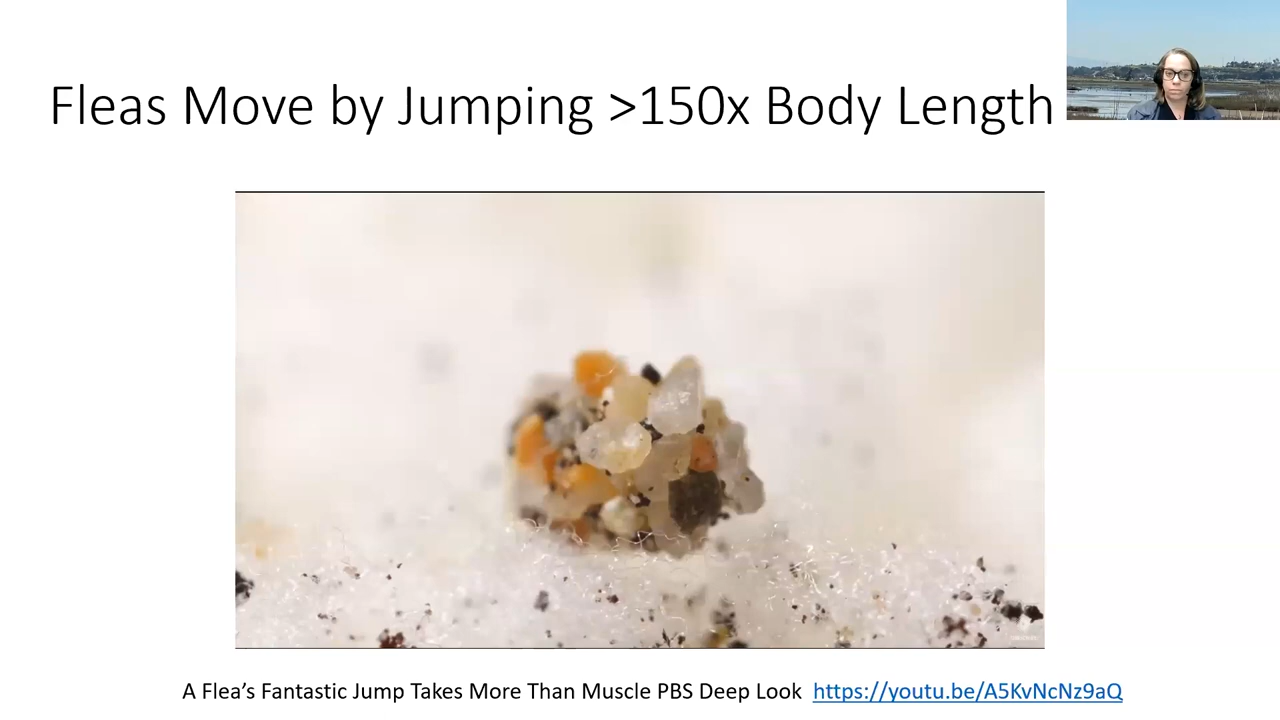 Fleas Move by Jumping >150x Body Length
A Flea’s Fantastic Jump Takes More Than Muscle PBS Deep Look https://youtu.be/A5KvNcNz9aQ